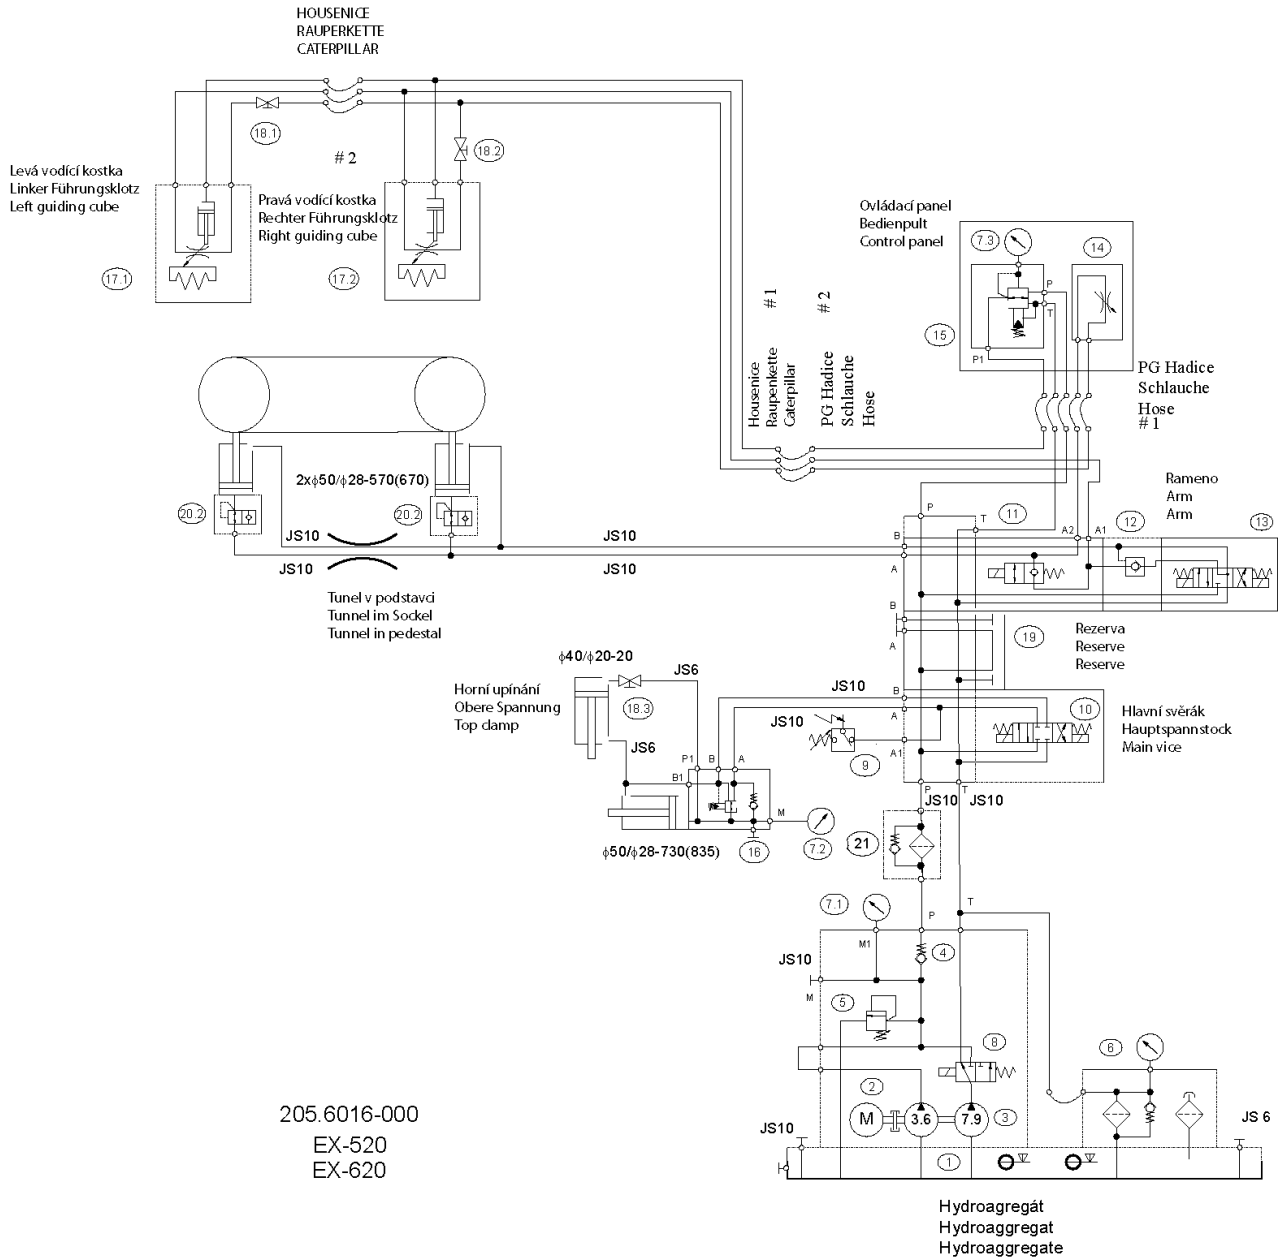 HOUSENICE
RAUPERKETTE
CATERPILLAR
18.1
# 2
18.2
Levá vodící kostka
Linker Führungsklotz
Left guiding cube
Pravá vodící kostka
Rechter Führungsklotz
Right guiding cube
17.1
17.2
Ovládací panel
Bedienpult
Control panel
7.3
14
P
T
15
P1
Housenice
Raupenkette
Caterpillar
# 1
PG Hadice
Schlauche
Hose
# 2
PG Hadice
Schlauche
Hose
# 1
2xϕ50/ϕ28-570(670)
20.2
20.2
JS10
JS10
JS10
JS10
Tunel v podstavci
Tunnel im Sockel
Tunnel in pedestal
Rameno
Arm
Arm
P
T
11
A2
A1
12
13
B
A
B
A
19
Rezerva
Reserve
Reserve
ϕ40/ϕ20-20
JS6
Horní upínání
Obere Spannung
Top clamp
18.3
JS10
B
JS10
A
A1
10
Hlavní svěrák
Hauptspannstock
Main vice
9
JS6
P1
B
A
B1
M
P
T
JS10
JS10
ϕ50/ϕ28-730(835)
16
7.2
21
7.1
P
T
M1
4
JS10
M
5
8
6
2
M
3.6
7.9
3
JS10
JS 6
1
205.6016-000
EX-520
EX-620
Hydroagregát
Hydroaggregat
Hydroaggregate